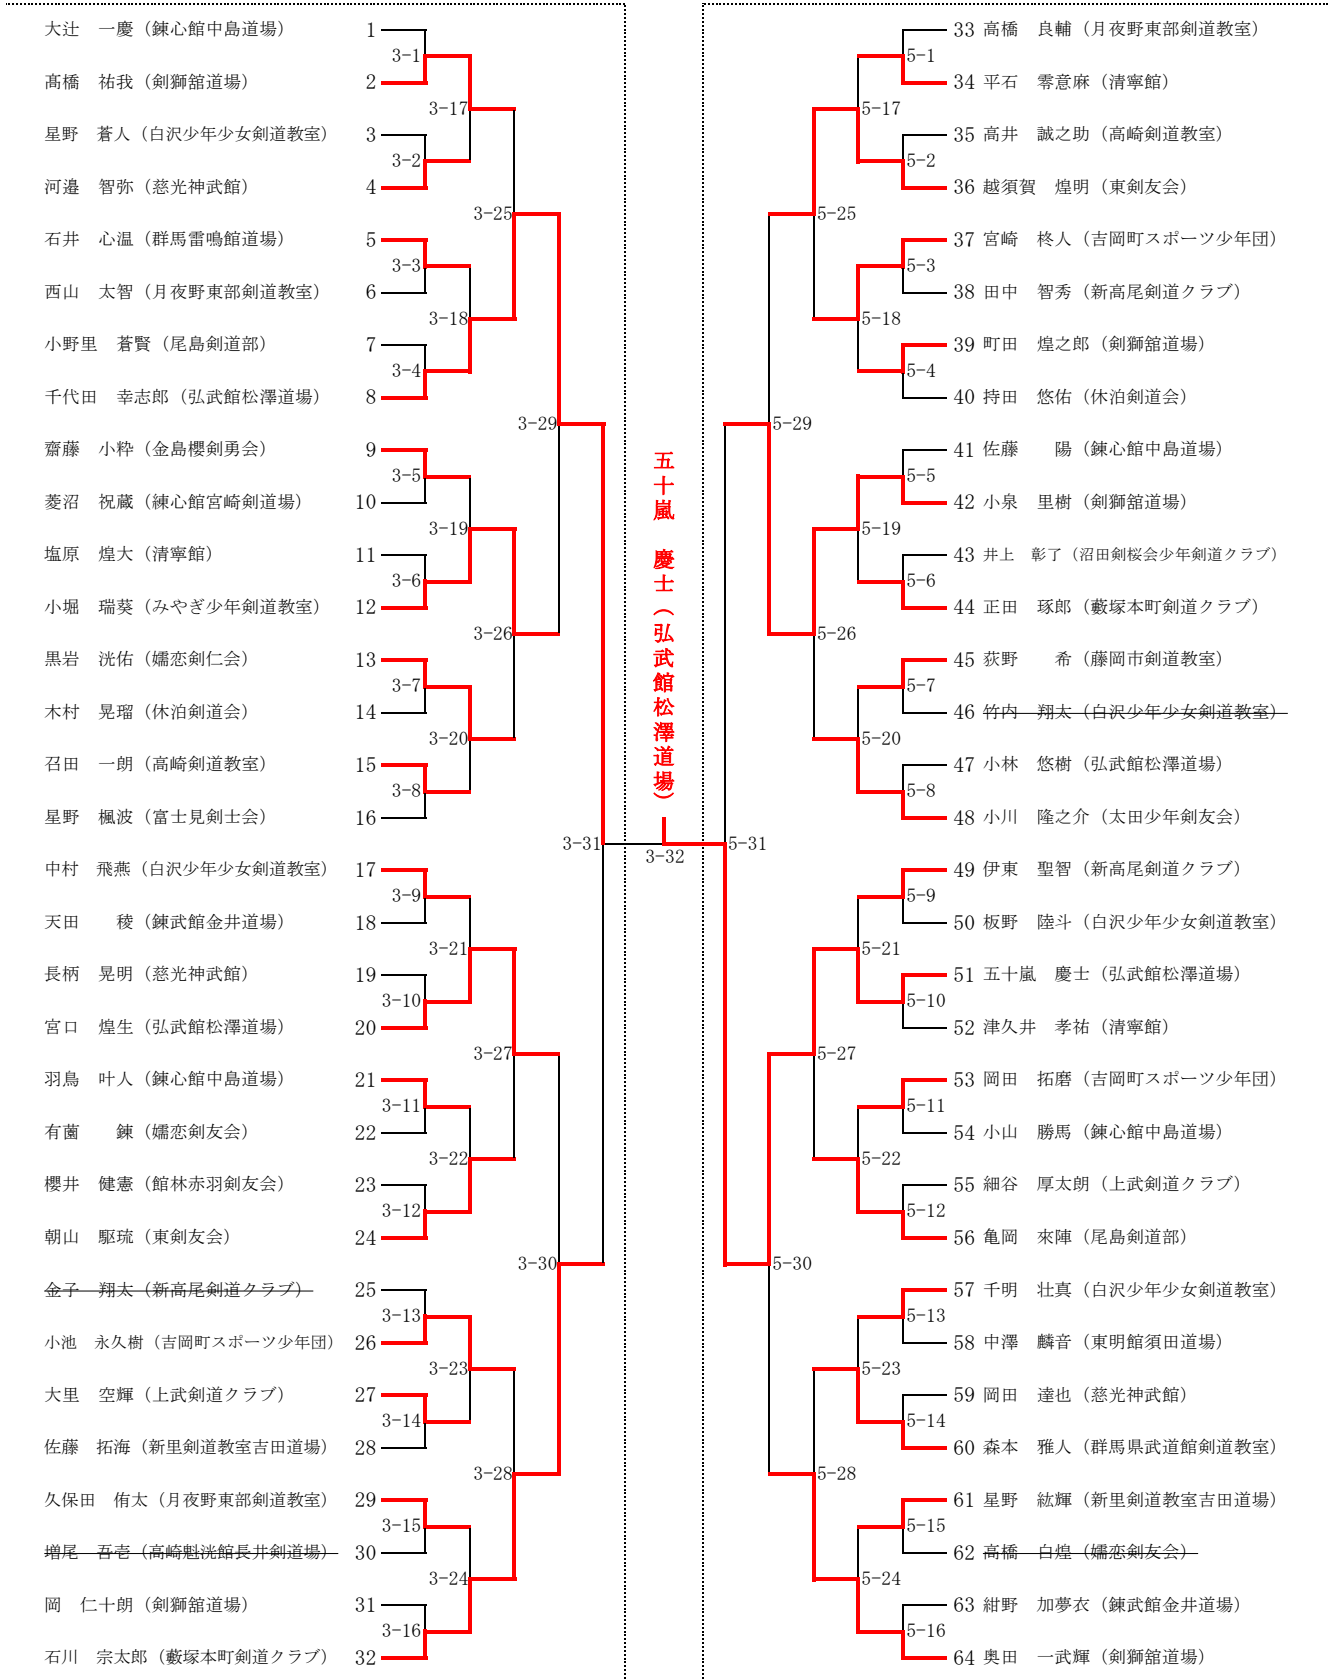 大辻　一慶（錬心館中島道場） 1
3-1
髙橋　祐我（剣獅舘道場） 2
3-17
星野　蒼人（白沢少年少女剣道教室） 3
3-2
河邉　智弥（慈光神武館） 4
3-25
石井　心温（群馬雷鳴館道場） 5
3-3
西山　太智（月夜野東部剣道教室） 6
3-18
小野里　蒼賢（尾島剣道部） 7
3-4
千代田　幸志郎（弘武館松澤道場） 8
3-29
齋藤　小粋（金島櫻剣勇会） 9
3-5
菱沼　祝蔵（練心館宮崎剣道場） 10
3-19
塩原　煌大（清寧館） 11
3-6
小堀　瑞葵（みやぎ少年剣道教室） 12
3-26
黒岩　洸佑（嬬恋剣仁会） 13
3-7
木村　晃瑠（休泊剣道会） 14
3-20
召田　一朗（高崎剣道教室） 15
3-8
星野　楓波（富士見剣士会） 16
3-31
中村　飛燕（白沢少年少女剣道教室） 17
3-9
天田　　稜（錬武館金井道場） 18
3-21
長柄　晃明（慈光神武館） 19
3-10
宮口　煌生（弘武館松澤道場） 20
3-27
羽鳥　叶人（錬心館中島道場） 21
3-11
有薗　　錬（嬬恋剣友会） 22
3-22
櫻井　健憲（館林赤羽剣友会） 23
3-12
朝山　駆琉（東剣友会） 24
3-30
金子　翔太（新高尾剣道クラブ） 25
3-13
小池　永久樹（吉岡町スポーツ少年団） 26
3-23
大里　空輝（上武剣道クラブ） 27
3-14
佐藤　拓海（新里剣道教室吉田道場） 28
3-28
久保田　侑太（月夜野東部剣道教室） 29
3-15
増尾　吾壱（高崎魁洸館長井剣道場） 30
3-24
岡　仁十朗（剣獅舘道場） 31
3-16
石川　宗太郎（藪塚本町剣道クラブ） 32
五十嵐　慶士（弘武館松澤道場）
3-32
33 高橋　良輔（月夜野東部剣道教室）
5-1
34 平石　零意麻（清寧館）
5-17
35 高井　誠之助（高崎剣道教室）
5-2
36 越須賀　煌明（東剣友会）
5-25
37 宮崎　柊人（吉岡町スポーツ少年団）
5-3
38 田中　智秀（新高尾剣道クラブ）
5-18
39 町田　煌之郎（剣獅舘道場）
5-4
40 持田　悠佑（休泊剣道会）
5-29
41 佐藤　　陽（錬心館中島道場）
5-5
42 小泉　里樹（剣獅舘道場）
5-19
43 井上　彰了（沼田剣桜会少年剣道クラブ）
5-6
44 正田　琢郎（藪塚本町剣道クラブ）
5-26
45 荻野　　希（藤岡市剣道教室）
5-7
46 竹内　翔太（白沢少年少女剣道教室）
5-20
47 小林　悠樹（弘武館松澤道場）
5-8
48 小川　隆之介（太田少年剣友会）
5-31
49 伊東　聖智（新高尾剣道クラブ）
5-9
50 板野　陸斗（白沢少年少女剣道教室）
5-21
51 五十嵐　慶士（弘武館松澤道場）
5-10
52 津久井　孝祐（清寧館）
5-27
53 岡田　拓磨（吉岡町スポーツ少年団）
5-11
54 小山　勝馬（錬心館中島道場）
5-22
55 細谷　厚太朗（上武剣道クラブ）
5-12
56 亀岡　來陣（尾島剣道部）
5-30
57 千明　壮真（白沢少年少女剣道教室）
5-13
58 中澤　麟音（東明館須田道場）
5-23
59 岡田　達也（慈光神武館）
5-14
60 森本　雅人（群馬県武道館剣道教室）
5-28
61 星野　紘輝（新里剣道教室吉田道場）
5-15
62 高橋　白煌（嬬恋剣友会）
5-24
63 紺野　加夢衣（錬武館金井道場）
5-16
64 奥田　一武輝（剣獅舘道場）